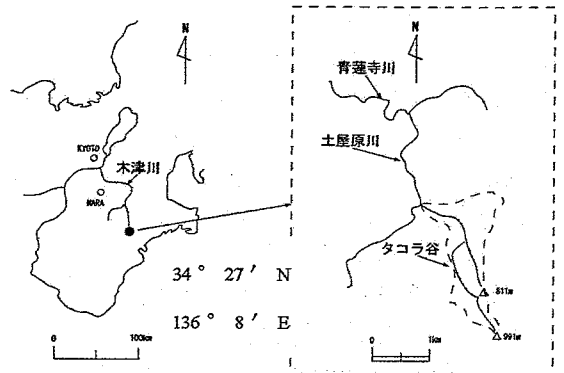 N
KYOTO
木津川
NARA
34° 27′ N
136° 8′ E
0 100km
N
青蓮寺川
土屋原川
タコラ谷
811m
991m
0 1km